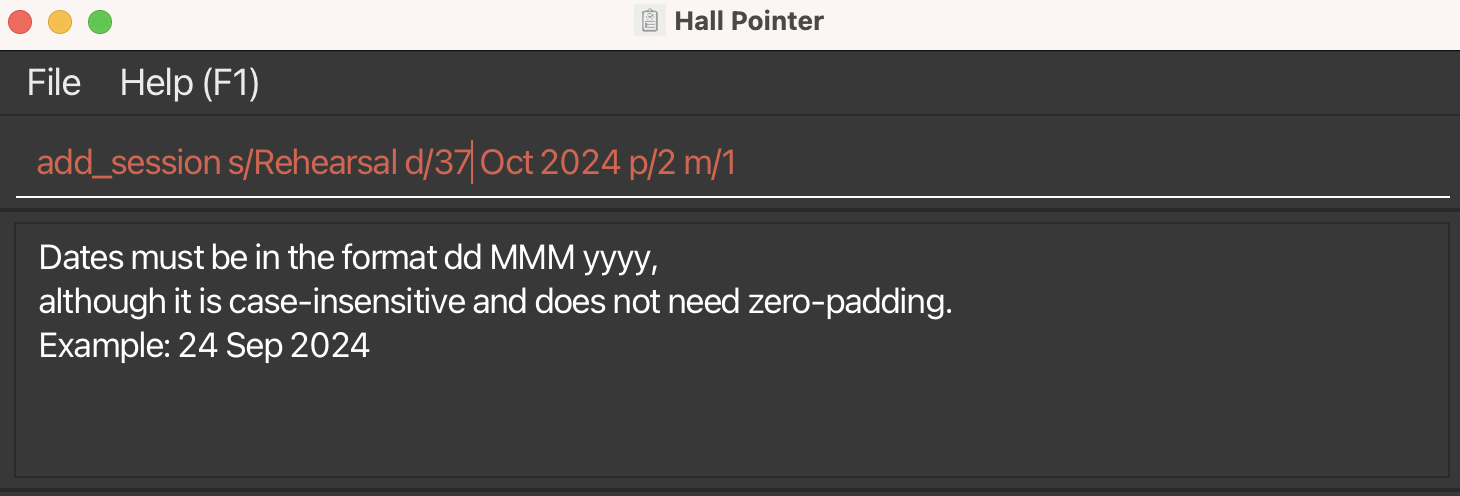 Hall Pointer
File Help (F1)
add_session s/Rehearsal d/37 Oct 2024 p/2 m/1
Dates must be in the format dd MMM yyyy,
although it is case-insensitive and does not need zero-padding.
Example: 24 Sep 2024